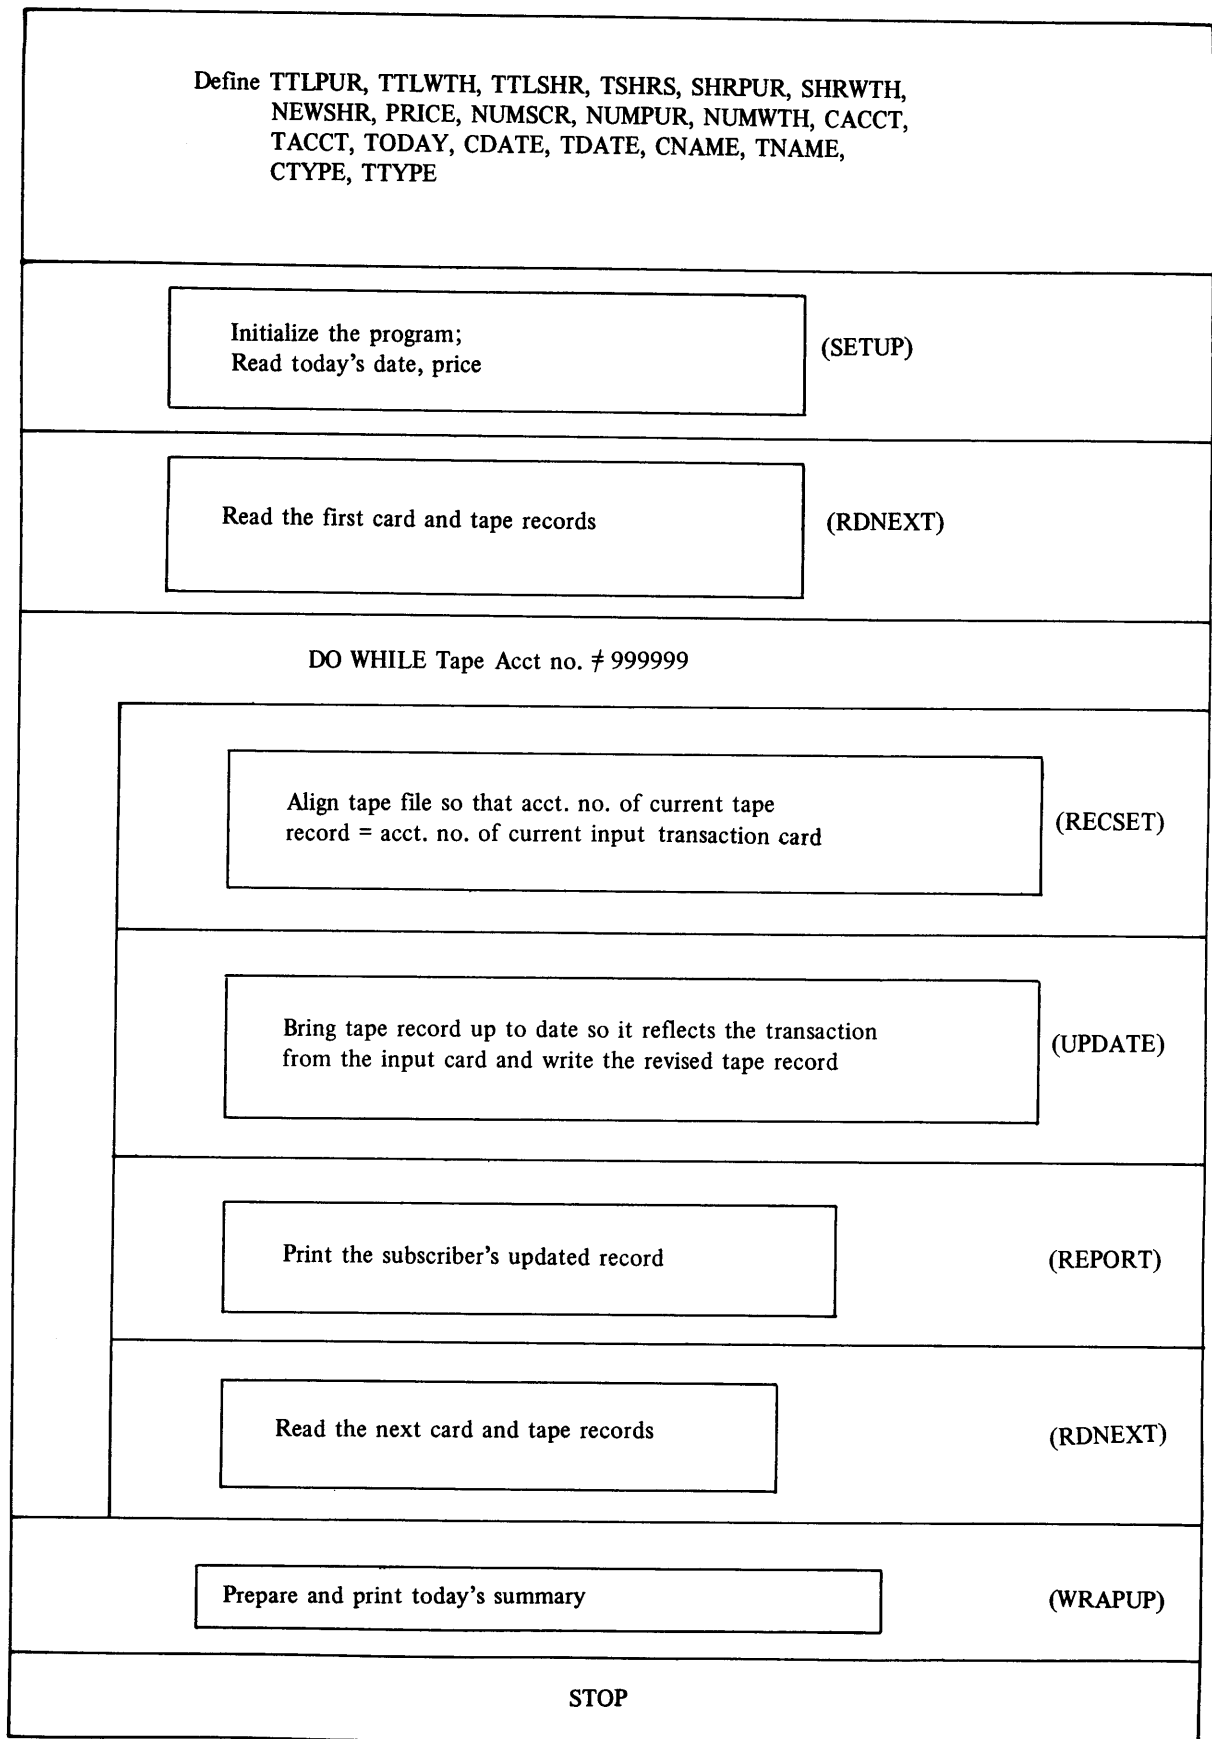 Define TTLPUR, TTLWTH, TTLSHR, TSHRS, SHRPUR, SHRWTH,
NEWSHR, PRICE, NUMSCR, NUMPUR, NUMWTH, CACCT,
TACCT, TODAY, CDATE, TDATE, CNAME, TNAME,
CTYPE, TTYPE
Initialize the program;
Read today's date, price
(SETUP)
Read the first card and tape records
(RDNEXT)
DO WHILE Tape Acct no. ≠ 999999
Align tape file so that acct. no. of current tape
record = acct. no. of current input transaction card
(RECSET)
Bring tape record up to date so it reflects the transaction
from the input card and write the revised tape record
(UPDATE)
Print the subscriber's updated record
(REPORT)
Read the next card and tape records
(RDNEXT)
Prepare and print today's summary
(WRAPUP)
STOP